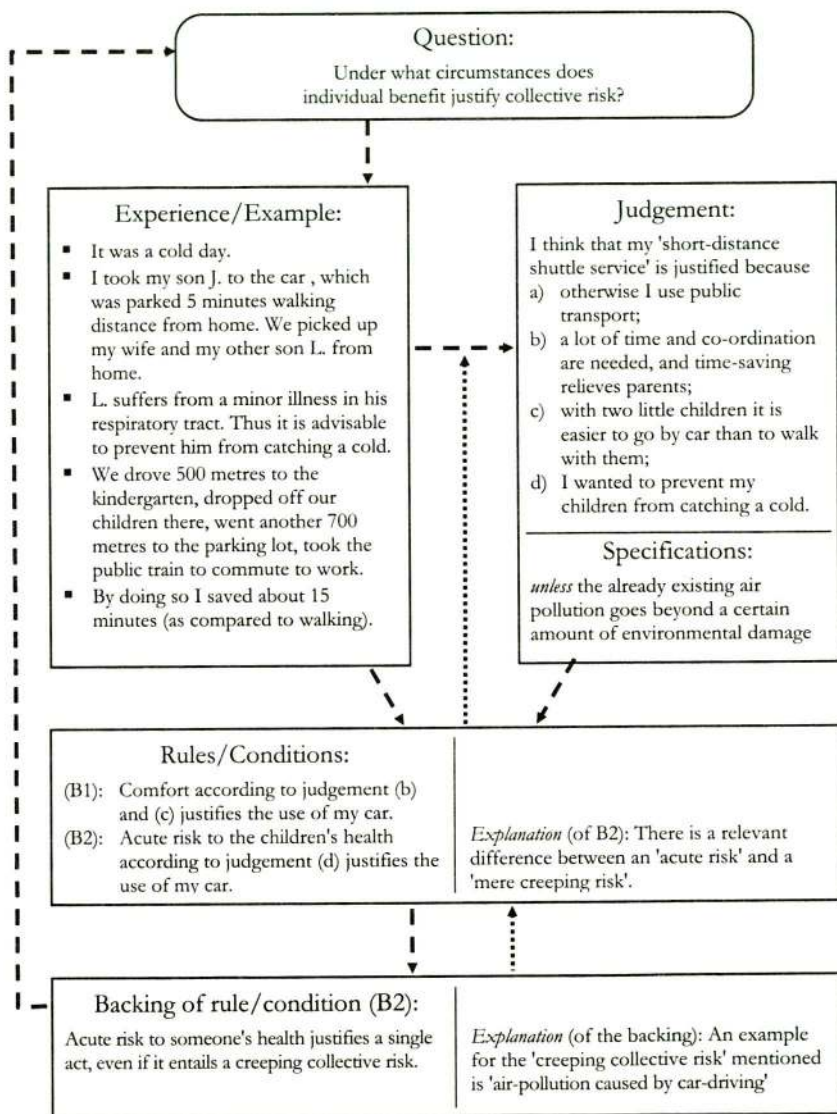 Question:
Under what circumstances does
individual benefit justify collective risk?
Experience/Example:
▪ It was a cold day.
▪ I took my son J. to the car , which
was parked 5 minutes walking
distance from home. We picked up
my wife and my other son L. from
home.
▪ L. suffers from a minor illness in his
respiratory tract. Thus it is advisable
to prevent him from catching a cold.
▪ We drove 500 metres to the
kindergarten, dropped off our
children there, went another 700
metres to the parking lot, took the
public train to commute to work.
▪ By doing so I saved about 15
minutes (as compared to walking).
Judgement:
I think that my 'short-distance
shuttle service' is justified because
a) otherwise I use public
transport;
b) a lot of time and co-ordination
are needed, and time-saving
relieves parents;
c) with two little children it is
easier to go by car than to walk
with them;
d) I wanted to prevent my
children from catching a cold.
Specifications:
unless the already existing air
pollution goes beyond a certain
amount of environmental damage
Rules/Conditions:
(B1): Comfort according to judgement (b)
and (c) justifies the use of my car.
(B2): Acute risk to the children's health
according to judgement (d) justifies the
use of my car.
Explanation (of B2): There is a relevant
difference between an 'acute risk' and a
'mere creeping risk'.
Backing of rule/condition (B2):
Acute risk to someone's health justifies a single
act, even if it entails a creeping collective risk.
Explanation (of the backing): An example
for the 'creeping collective risk' mentioned
is 'air-pollution caused by car-driving'